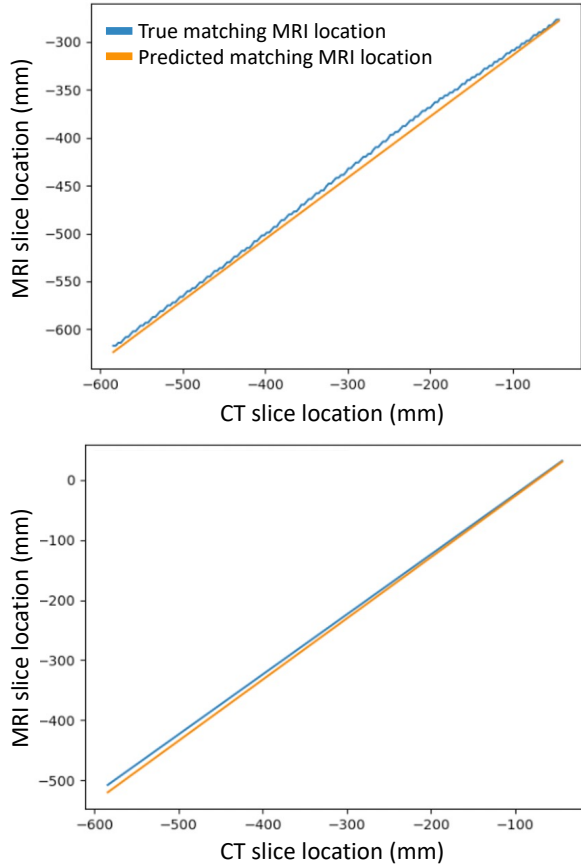 True matching MRI location
Predicted matching MRI location
MRI slice location (mm)
−300
−350
−400
−450
−500
−550
−600
−600 −500 −400 −300 −200 −100
CT slice location (mm)
MRI slice location (mm)
0
−100
−200
−300
−400
−500
−600 −500 −400 −300 −200 −100
CT slice location (mm)